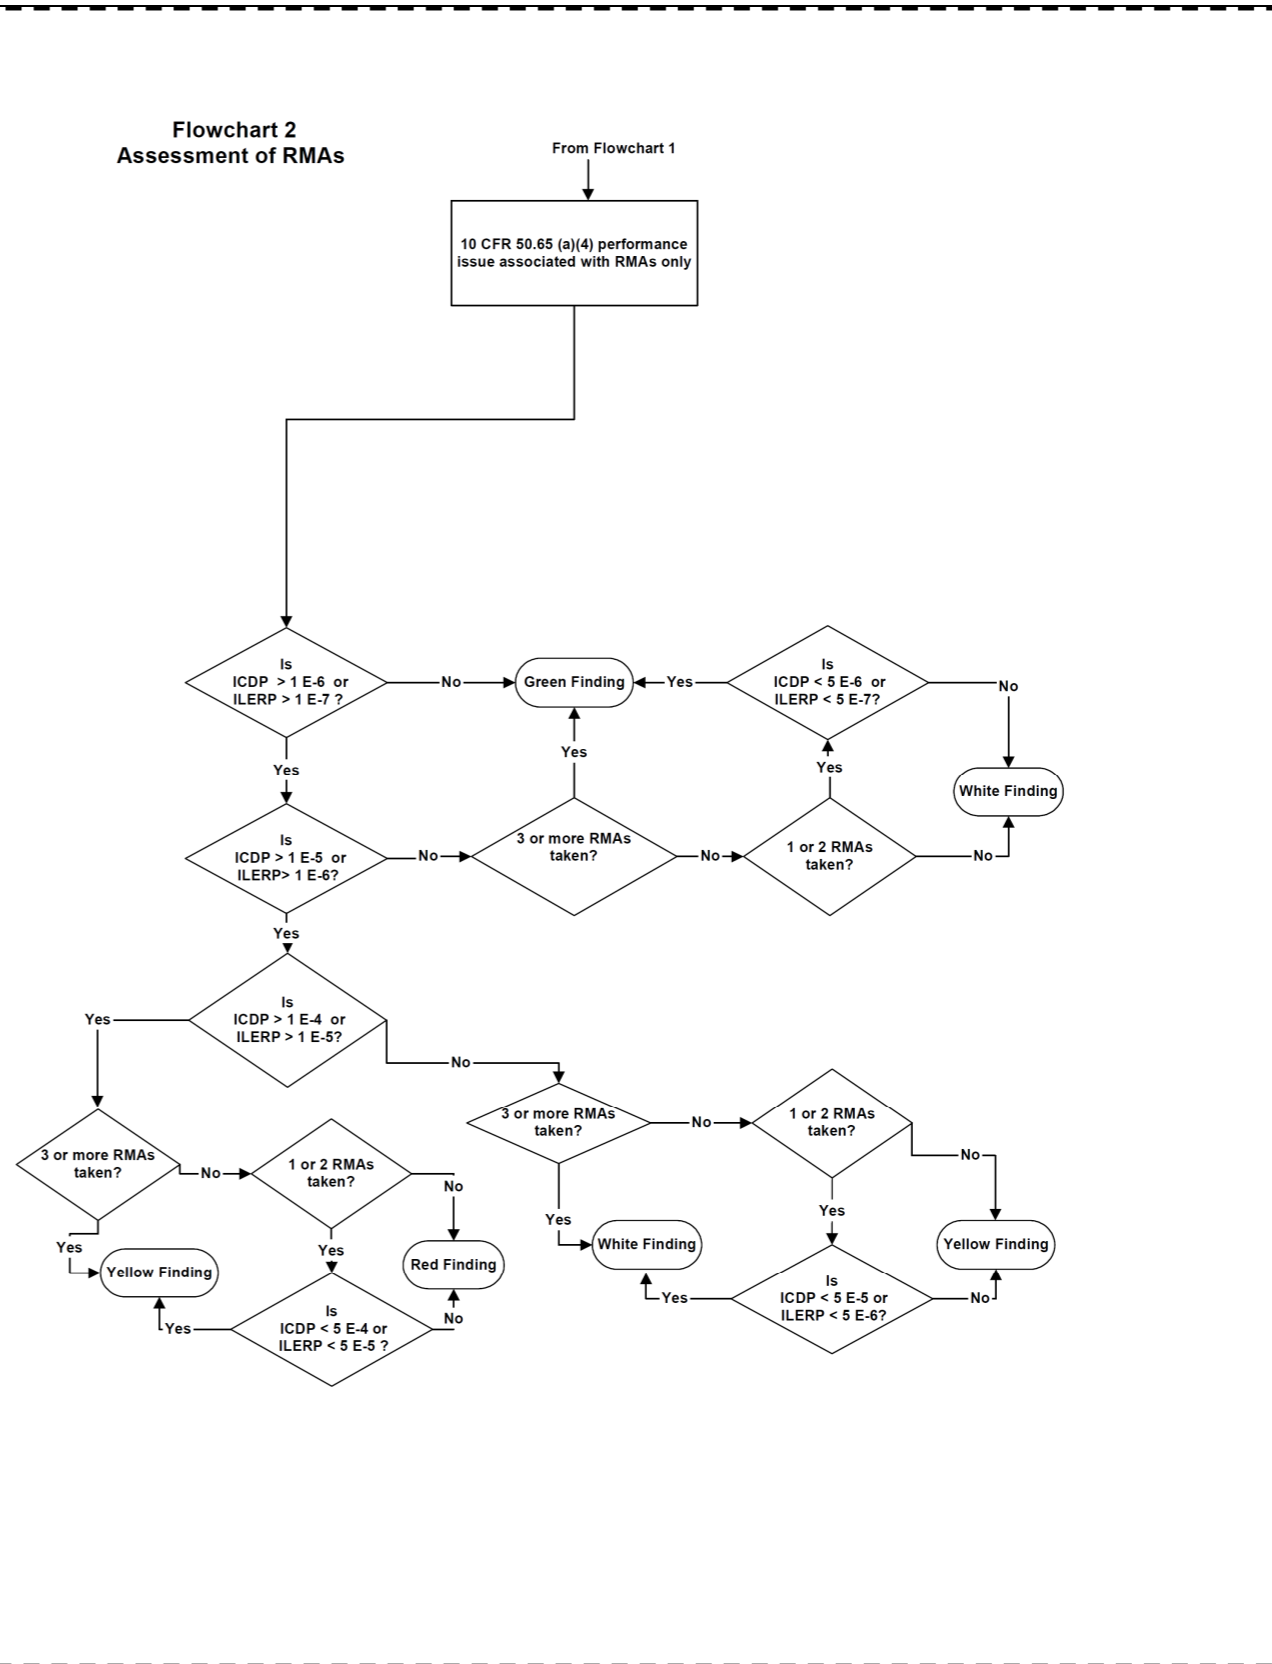 Flowchart 2
Assessment of RMAs
From Flowchart 1
10 CFR 50.65 (a)(4) performance
issue associated with RMAs only
Is
ICDP > 1 E-6 or
ILERP > 1 E-7 ?
No
Green Finding
Yes
Is
ICDP < 5 E-6 or
ILERP < 5 E-7?
No
Yes
Yes
Yes
White Finding
Is
ICDP > 1 E-5 or
ILERP> 1 E-6?
No
3 or more RMAs
taken?
No
1 or 2 RMAs
taken?
No
Yes
Is
ICDP > 1 E-4 or
ILERP > 1 E-5?
Yes
No
3 or more RMAs
taken?
No
1 or 2 RMAs
taken?
No
3 or more RMAs
taken?
No
1 or 2 RMAs
taken?
No
Yes
Yes
Yes
Yes
White Finding
Yellow Finding
Yellow Finding
Red Finding
Is
ICDP < 5 E-5 or
ILERP < 5 E-6?
Yes
No
Is
ICDP < 5 E-4 or
ILERP < 5 E-5 ?
Yes
No